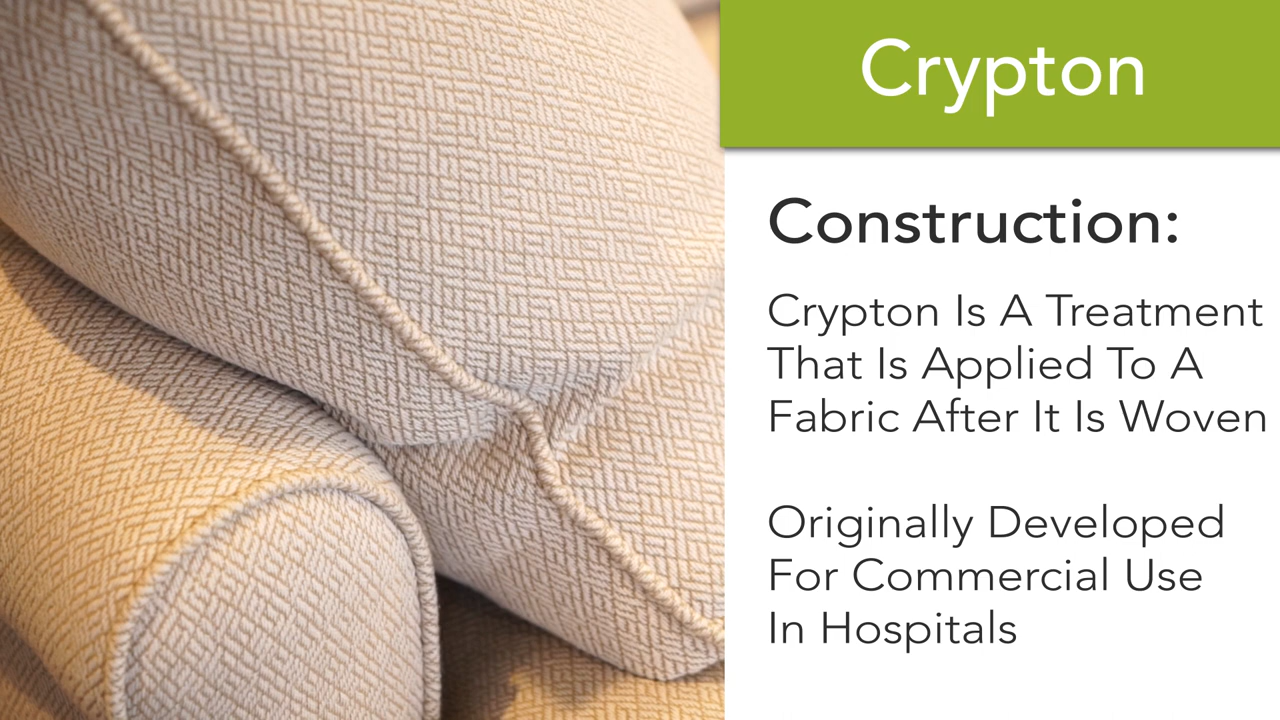 Crypton
Construction:
Crypton Is A Treatment
That Is Applied To A
Fabric After It Is Woven
Originally Developed
For Commercial Use
In Hospitals